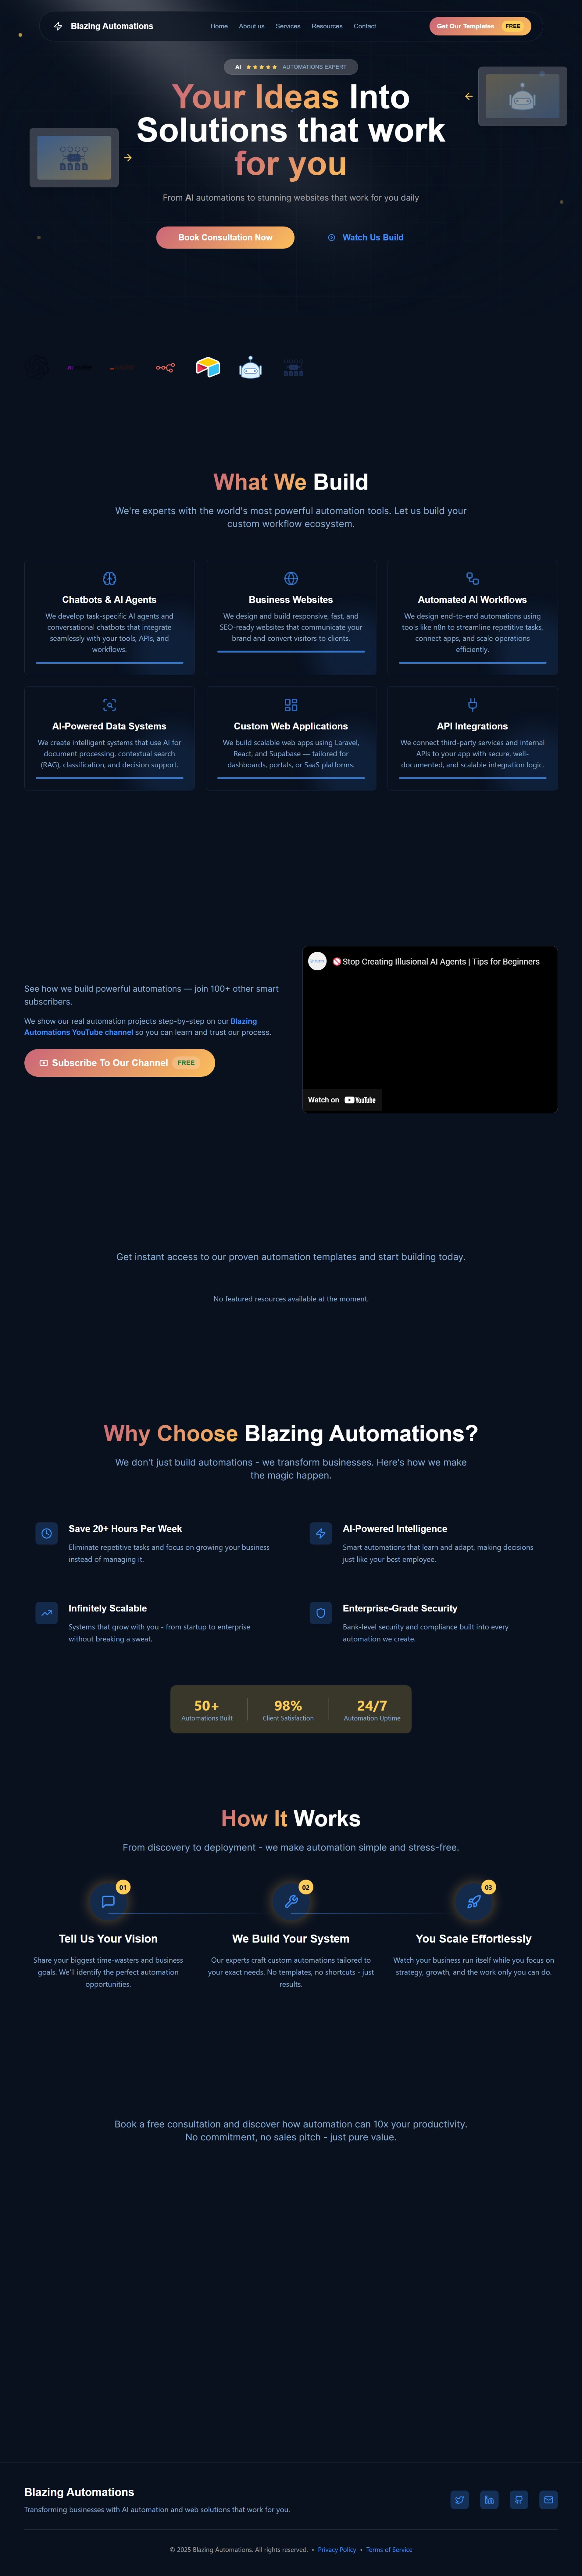 Blazing Automations
Home About us Services Resources Contact
Get Our Templates FREE
AI ★★★★★ AUTOMATIONS EXPERT
Your Ideas Into
Solutions that work
for you
From AI automations to stunning websites that work for you daily
Book Consultation Now
Watch Us Build
What We Build
We're experts with the world's most powerful automation tools. Let us build your
custom workflow ecosystem.
Chatbots & AI Agents
We develop task-specific AI agents and
conversational chatbots that integrate
seamlessly with your tools, APIs, and
workflows.
Business Websites
We design and build responsive, fast, and
SEO-ready websites that communicate your
brand and convert visitors to clients.
Automated AI Workflows
We design end-to-end automations using
tools like n8n to streamline repetitive tasks,
connect apps, and scale operations
efficiently.
AI-Powered Data Systems
We create intelligent systems that use AI for
document processing, contextual search
(RAG), classification, and decision support.
Custom Web Applications
We build scalable web apps using Laravel,
React, and Supabase — tailored for
dashboards, portals, or SaaS platforms.
API Integrations
We connect third-party services and internal
APIs to your app with secure, well-
documented, and scalable integration logic.
See how we build powerful automations — join 100+ other smart
subscribers.
We show our real automation projects step-by-step on our Blazing
Automations YouTube channel so you can learn and trust our process.
Subscribe To Our Channel FREE
🚫Stop Creating Illusional AI Agents | Tips for Beginners
Watch on YouTube
Get instant access to our proven automation templates and start building today.
No featured resources available at the moment.
Why Choose Blazing Automations?
We don't just build automations - we transform businesses. Here's how we make
the magic happen.
Save 20+ Hours Per Week
Eliminate repetitive tasks and focus on growing your business
instead of managing it.
AI-Powered Intelligence
Smart automations that learn and adapt, making decisions
just like your best employee.
Infinitely Scalable
Systems that grow with you - from startup to enterprise
without breaking a sweat.
Enterprise-Grade Security
Bank-level security and compliance built into every
automation we create.
50+
Automations Built
98%
Client Satisfaction
24/7
Automation Uptime
How It Works
From discovery to deployment - we make automation simple and stress-free.
01
Tell Us Your Vision
Share your biggest time-wasters and business
goals. We'll identify the perfect automation
opportunities.
02
We Build Your System
Our experts craft custom automations tailored to
your exact needs. No templates, no shortcuts - just
results.
03
You Scale Effortlessly
Watch your business run itself while you focus on
strategy, growth, and the work only you can do.
Book a free consultation and discover how automation can 10x your productivity.
No commitment, no sales pitch - just pure value.
Blazing Automations
Transforming businesses with AI automation and web solutions that work for you.
© 2025 Blazing Automations. All rights reserved. • Privacy Policy • Terms of Service